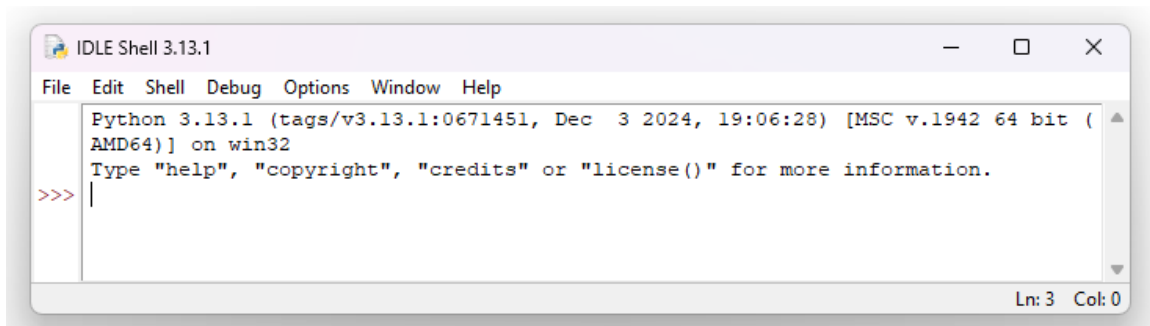 IDLE Shell 3.13.1
File Edit Shell Debug Options Window Help
Python 3.13.1 (tags/v3.13.1:0671451, Dec  3 2024, 19:06:28) [MSC v.1942 64 bit (
AMD64)] on win32
Type "help", "copyright", "credits" or "license()" for more information.
>>>
Ln: 3 Col: 0